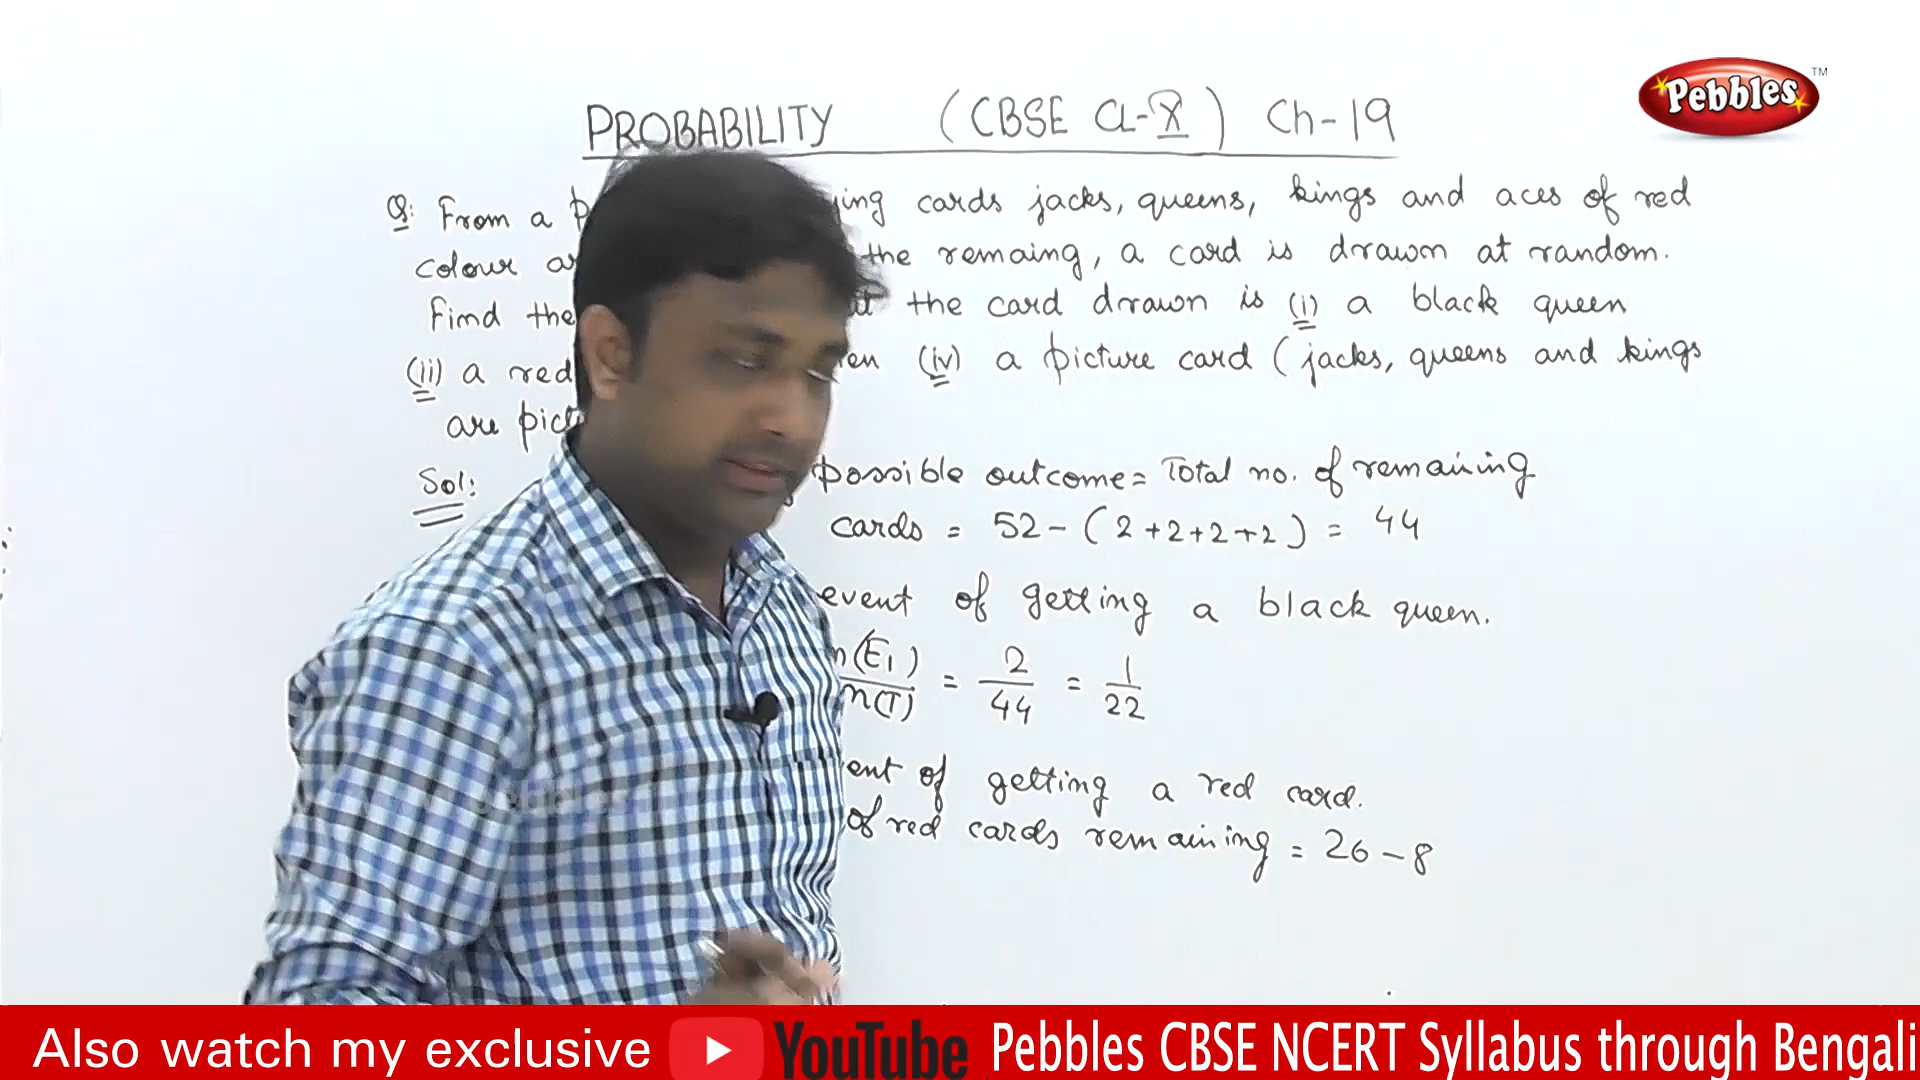 PROBABILITY (CBSE Cl-X) Ch-19
Pebbles TM
Q: From a cards jacks, queens, kings and aces of red
colour the remaing, a card is drawn at random.
Find the the card drawn is (i) a black queen
(ii) a red (iv) a picture card (jacks, queens and kings
are
Sol: possible outcome = Total no. of remaining
cards = 52 - (2+2+2+2) = 44
event of getting a black queen.
n(E1)/n(T) = 2/44 = 1/22
of getting a red card.
of red cards remaining = 26 - 8
Also watch my exclusive YouTube Pebbles CBSE NCERT Syllabus through Bengali